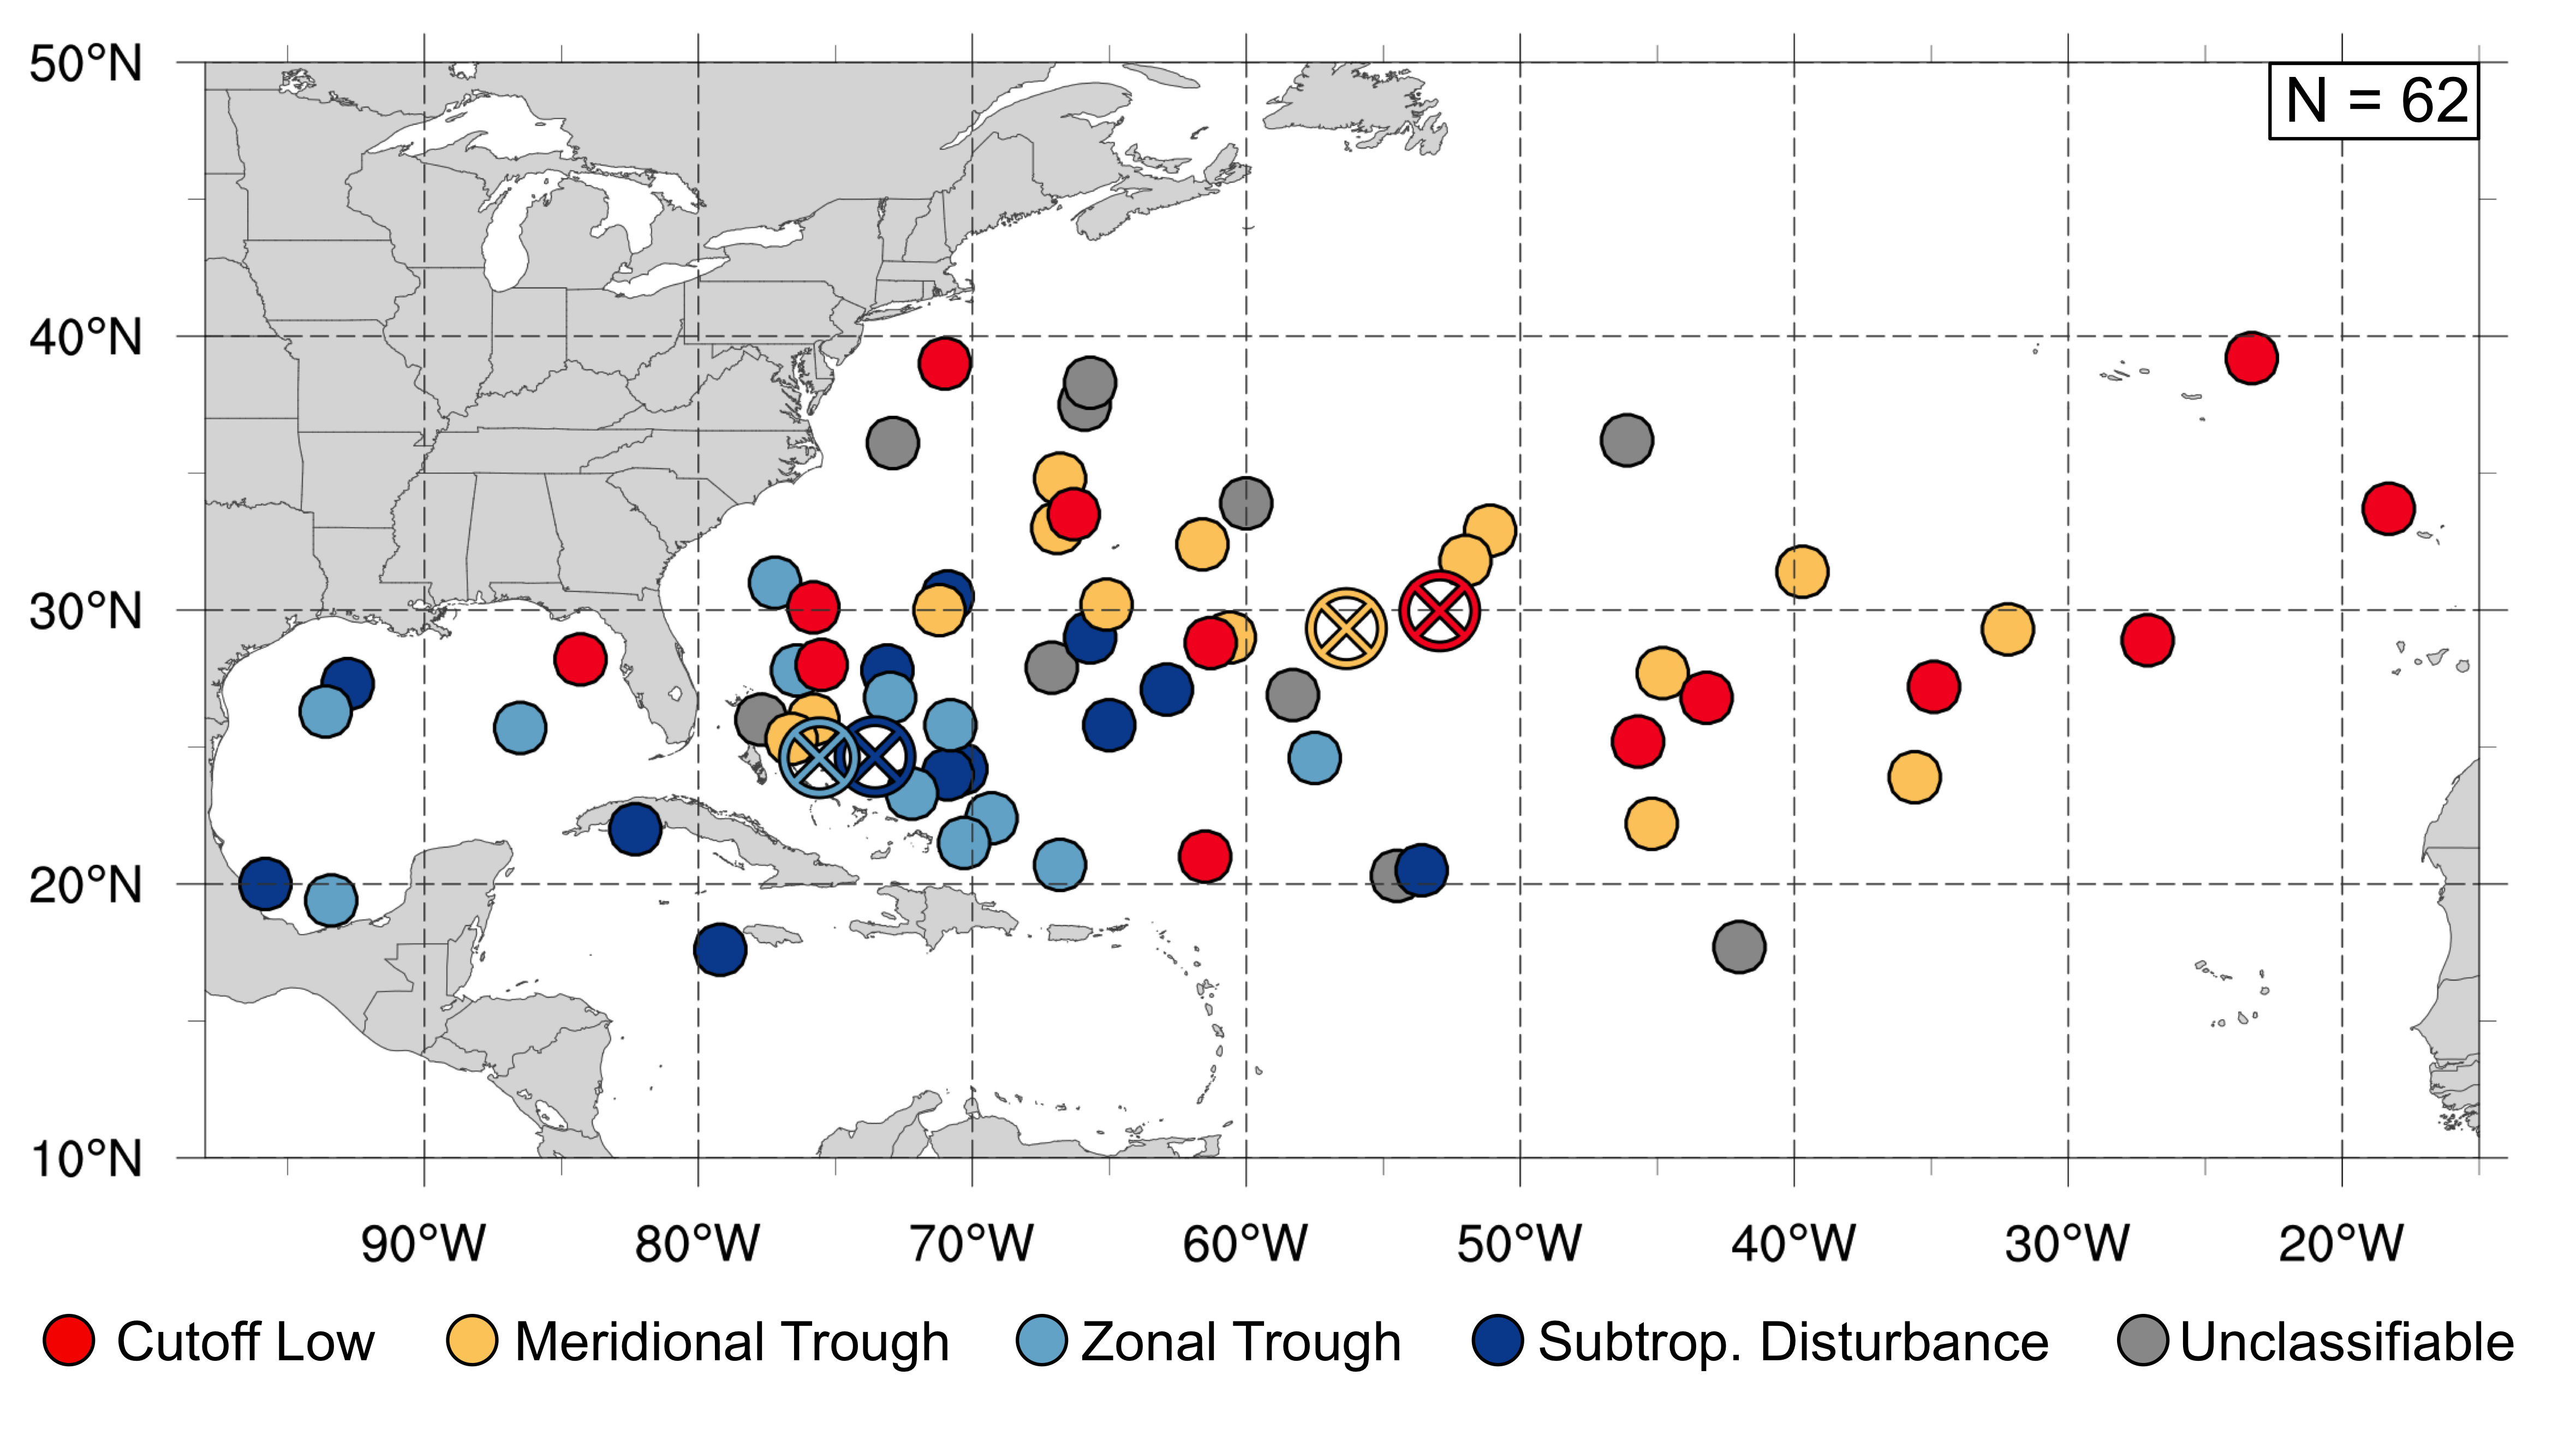 50°N
N = 62
40°N
30°N
20°N
10°N
90°W 80°W 70°W 60°W 50°W 40°W 30°W 20°W
Cutoff Low Meridional Trough Zonal Trough Subtrop. Disturbance Unclassifiable